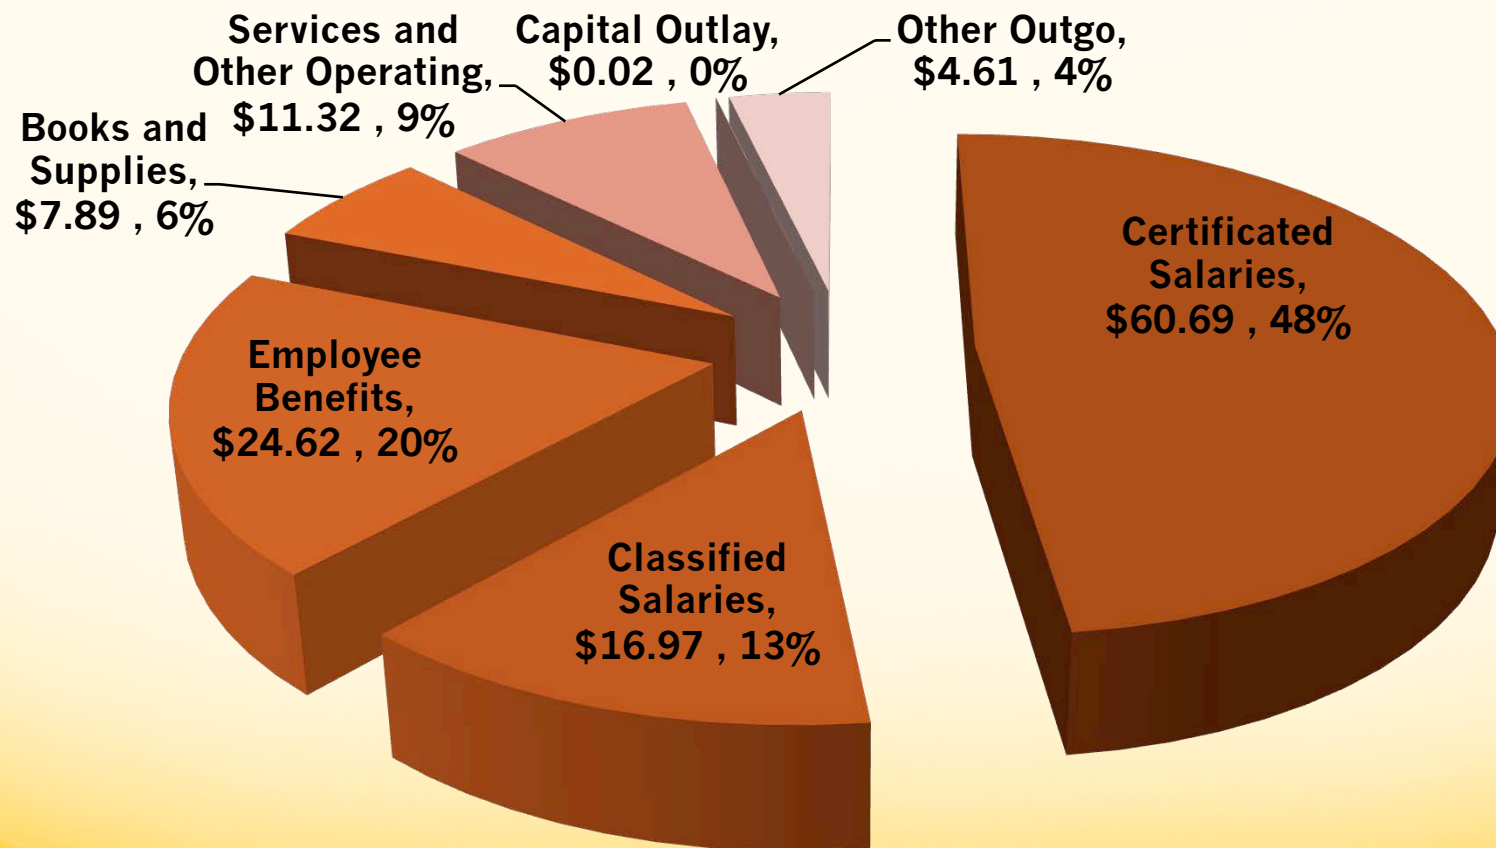 Services and
Other Operating,
$11.32 , 9%
Capital Outlay,
$0.02 , 0%
Other Outgo,
$4.61 , 4%
Books and
Supplies,
$7.89 , 6%
Certificated
Salaries,
$60.69 , 48%
Employee
Benefits,
$24.62 , 20%
Classified
Salaries,
$16.97 , 13%